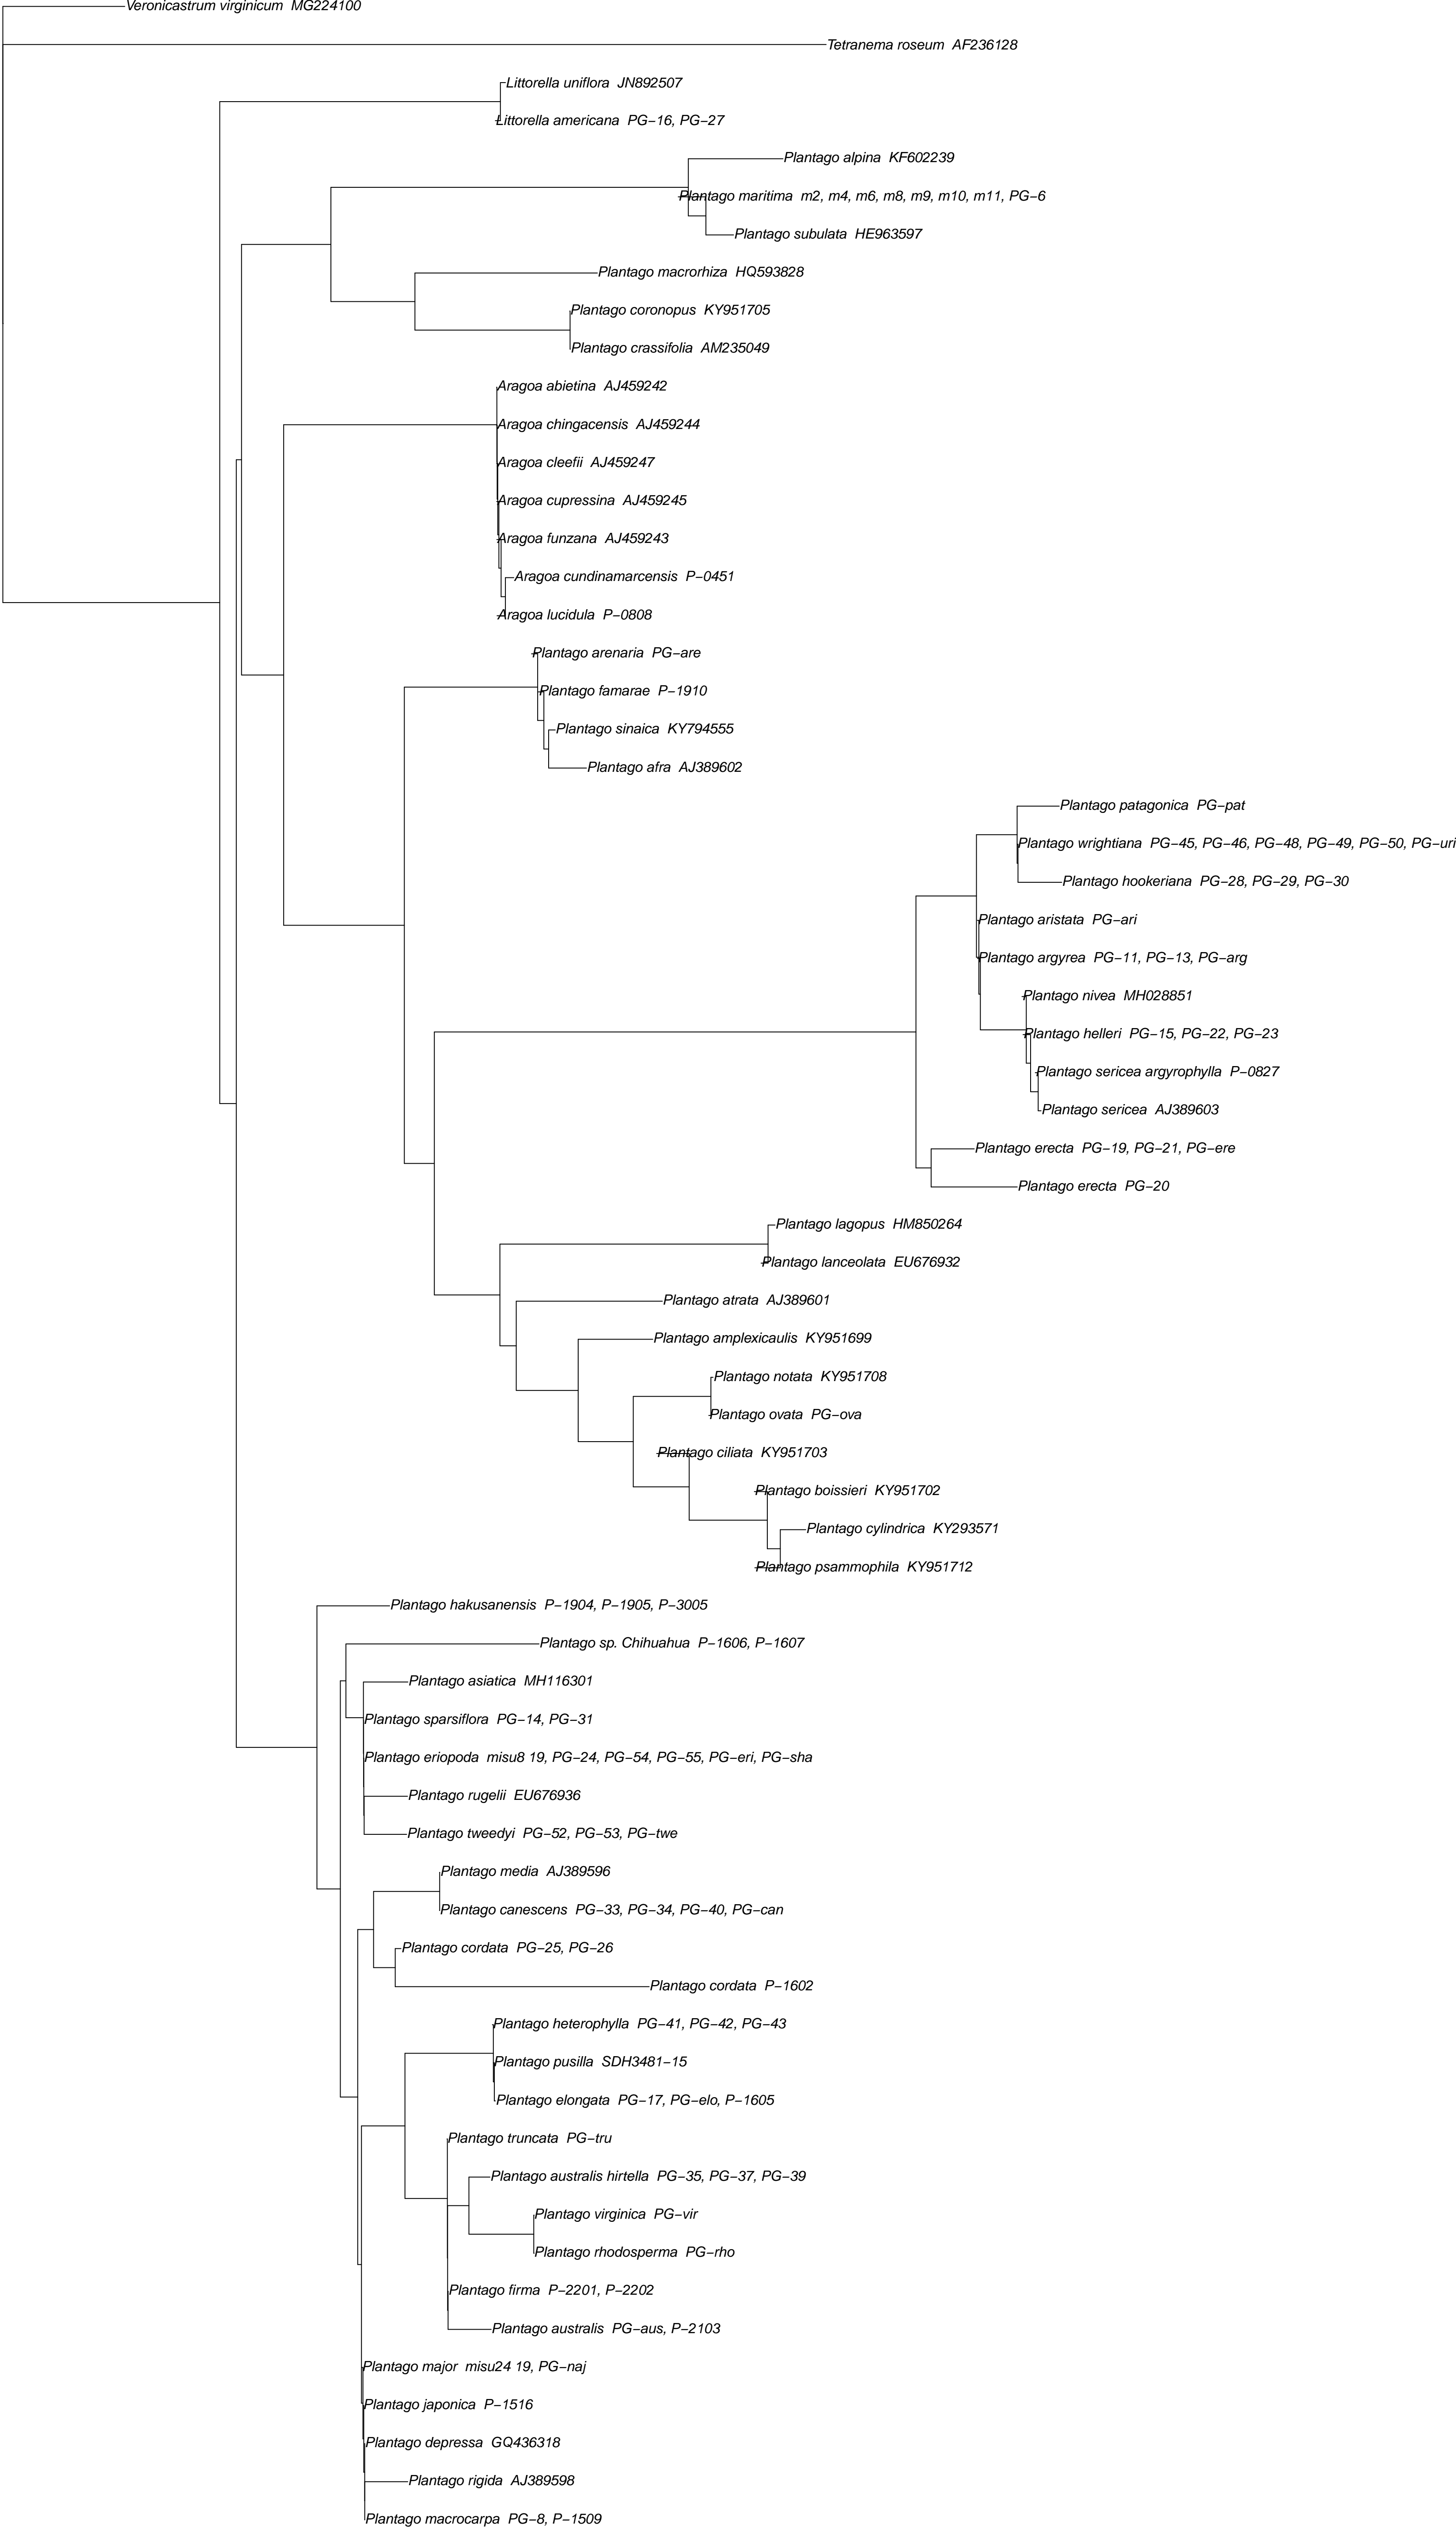 Veronicastrum virginicum MG224100
Tetranema roseum AF236128
Littorella uniflora JN892507
Littorella americana PG−16, PG−27
Plantago alpina KF602239
Plantago maritima m2, m4, m6, m8, m9, m10, m11, PG−6
Plantago subulata HE963597
Plantago macrorhiza HQ593828
Plantago coronopus KY951705
Plantago crassifolia AM235049
Aragoa abietina AJ459242
Aragoa chingacensis AJ459244
Aragoa cleefii AJ459247
Aragoa cupressina AJ459245
Aragoa funzana AJ459243
Aragoa cundinamarcensis P−0451
Aragoa lucidula P−0808
Plantago arenaria PG−are
Plantago famarae P−1910
Plantago sinaica KY794555
Plantago afra AJ389602
Plantago patagonica PG−pat
Plantago wrightiana PG−45, PG−46, PG−48, PG−49, PG−50, PG−uri
Plantago hookeriana PG−28, PG−29, PG−30
Plantago aristata PG−ari
Plantago argyrea PG−11, PG−13, PG−arg
Plantago nivea MH028851
Plantago helleri PG−15, PG−22, PG−23
Plantago sericea argyrophylla P−0827
Plantago sericea AJ389603
Plantago erecta PG−19, PG−21, PG−ere
Plantago erecta PG−20
Plantago lagopus HM850264
Plantago lanceolata EU676932
Plantago atrata AJ389601
Plantago amplexicaulis KY951699
Plantago notata KY951708
Plantago ovata PG−ova
Plantago ciliata KY951703
Plantago boissieri KY951702
Plantago cylindrica KY293571
Plantago psammophila KY951712
Plantago hakusanensis P−1904, P−1905, P−3005
Plantago sp. Chihuahua P−1606, P−1607
Plantago asiatica MH116301
Plantago sparsiflora PG−14, PG−31
Plantago eriopoda misu8 19, PG−24, PG−54, PG−55, PG−eri, PG−sha
Plantago rugelii EU676936
Plantago tweedyi PG−52, PG−53, PG−twe
Plantago media AJ389596
Plantago canescens PG−33, PG−34, PG−40, PG−can
Plantago cordata PG−25, PG−26
Plantago cordata P−1602
Plantago heterophylla PG−41, PG−42, PG−43
Plantago pusilla SDH3481−15
Plantago elongata PG−17, PG−elo, P−1605
Plantago truncata PG−tru
Plantago australis hirtella PG−35, PG−37, PG−39
Plantago virginica PG−vir
Plantago rhodosperma PG−rho
Plantago firma P−2201, P−2202
Plantago australis PG−aus, P−2103
Plantago major misu24 19, PG−naj
Plantago japonica P−1516
Plantago depressa GQ436318
Plantago rigida AJ389598
Plantago macrocarpa PG−8, P−1509